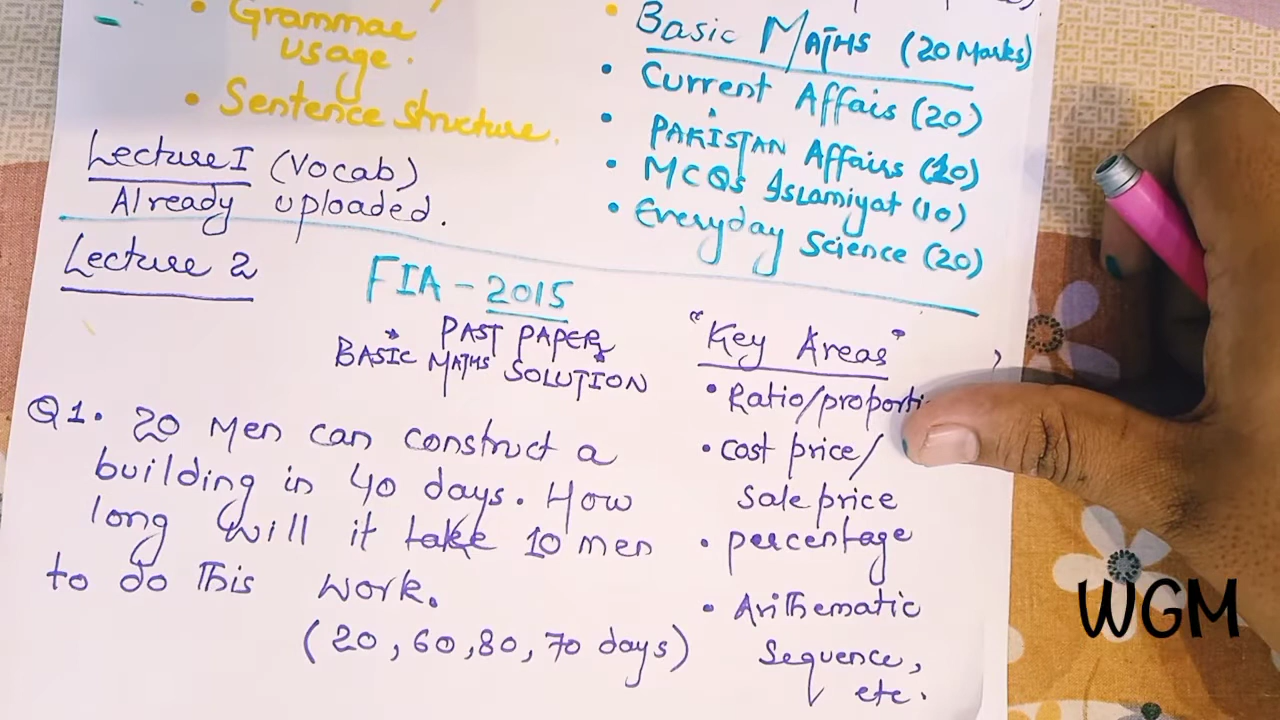 • Grammae
usage.
• Sentence structure.
Lecture I (Vocab)
Already uploaded.
• Basic MATHS (20 Marks)
• Current Affais (20)
• PAKISTAN Affairs (20)
• MCQs Islamiyat (10)
• Everyday Science (20)
Lecture 2
FIA - 2015
PAST PAPER
BASIC MATHS SOLUTION
Q1. 20 Men can construct a
building in 40 days. How
long will it take 10 men
to do This work.
(20, 60, 80, 70 days)
"Key Areas"
• Ratio/proporti
• cost price/
Sale price
• percentage
• Arithematic
Sequence,
etc.
WGM